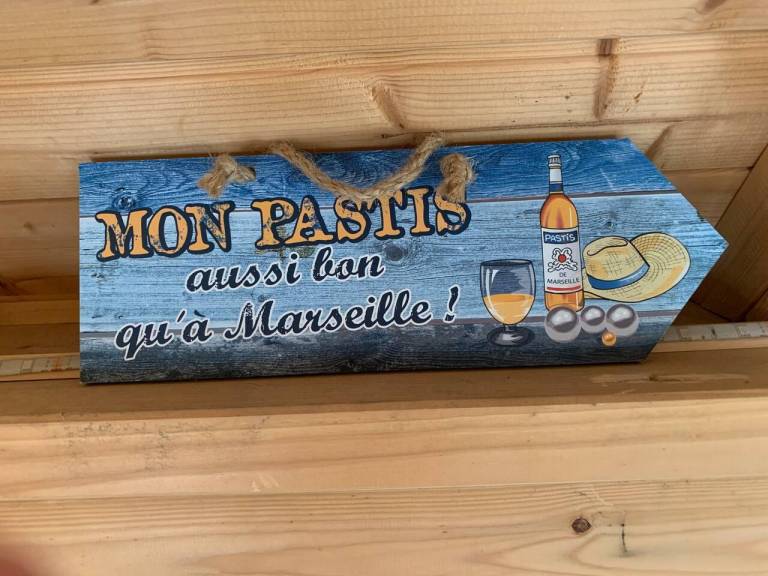 MON PASTIS
aussi bon
qu'à Marseille !
PASTIS
DE
MARSEILLE